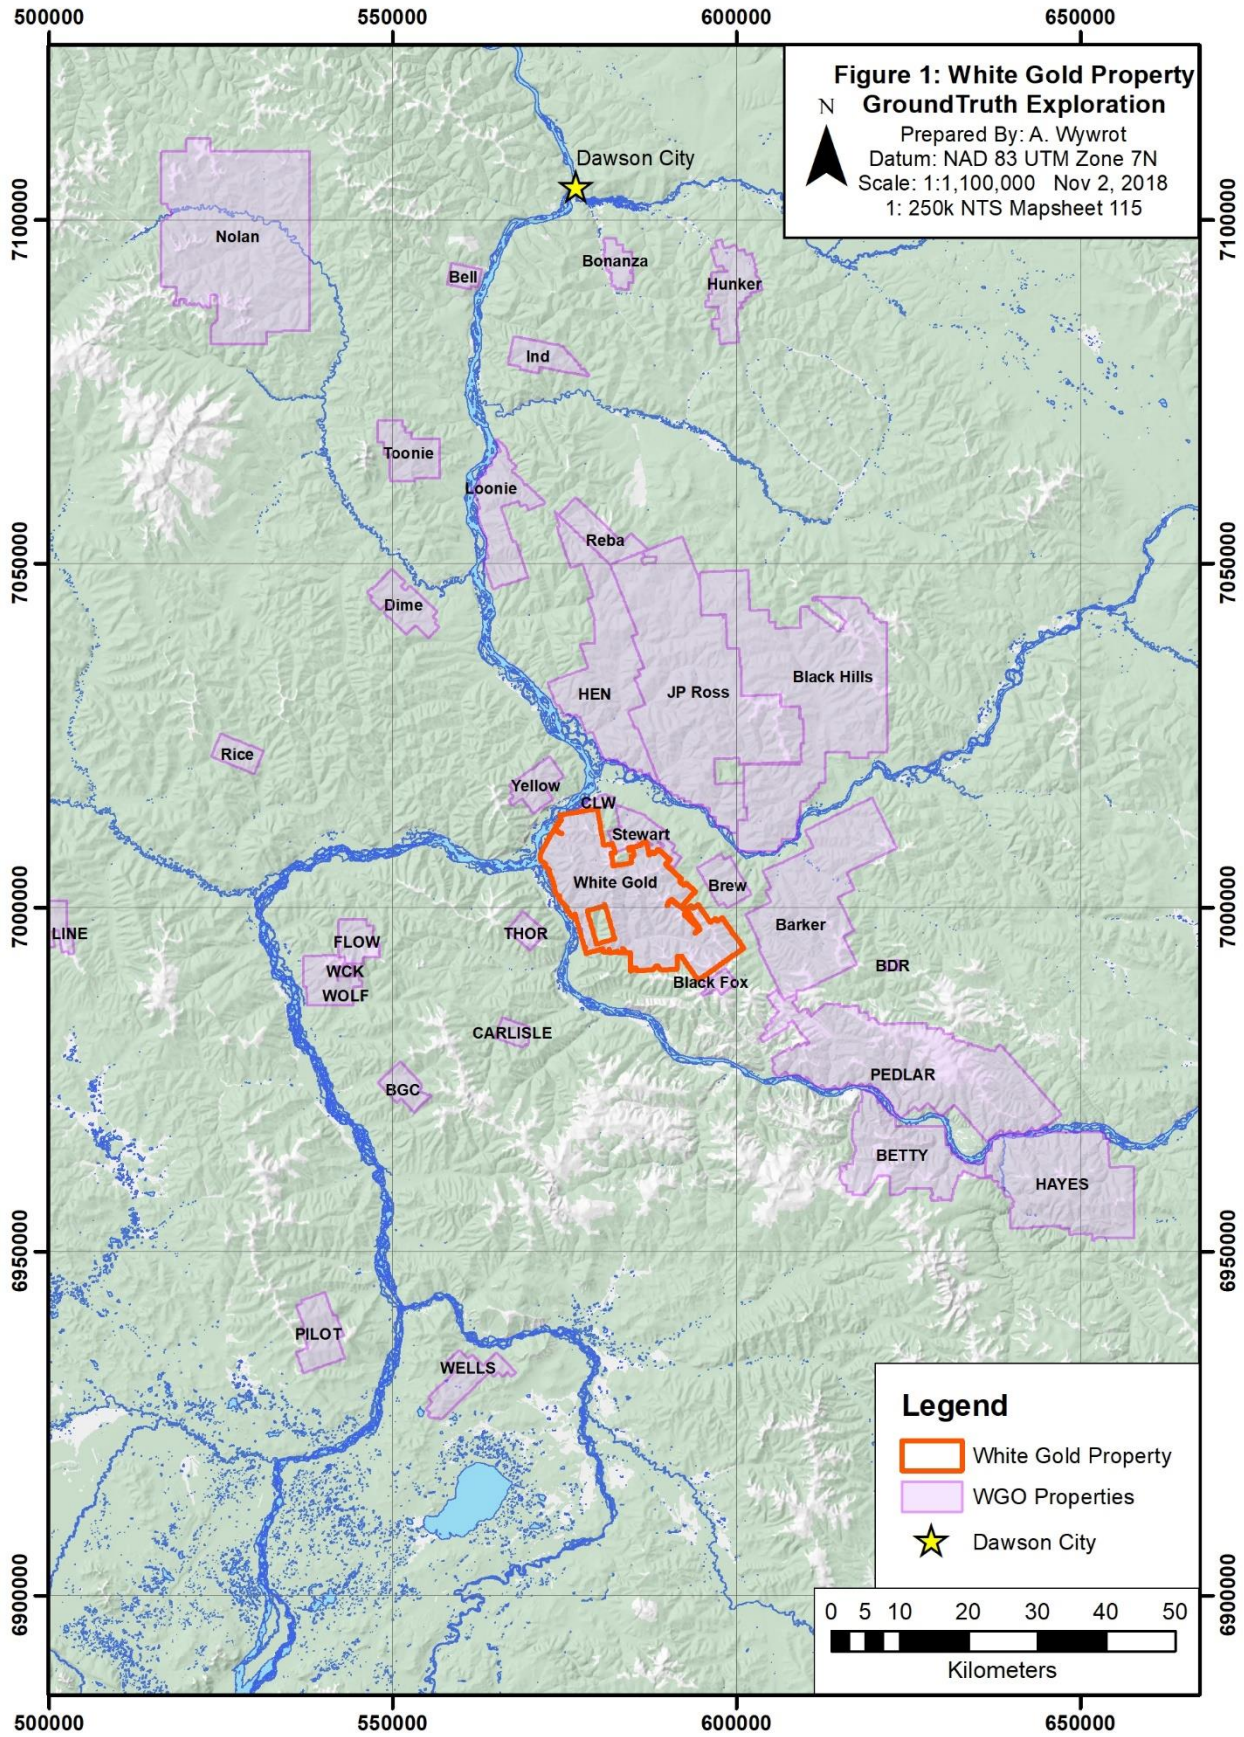 500000 550000 600000 650000
Figure 1: White Gold Property
GroundTruth Exploration
N
Prepared By: A. Wywrot
Datum: NAD 83 UTM Zone 7N
Scale: 1:1,100,000 Nov 2, 2018
1: 250k NTS Mapsheet 115
Dawson City
7100000 7100000
Nolan
Bonanza
Bell
Hunker
Ind
Toonie
Loonie
Reba
7050000 7050000
Dime
Black Hills
HEN
JP Ross
Rice
Yellow
CLW
Stewart
White Gold
Brew
7000000 7000000
Barker
LINE
THOR
FLOW
BDR
WCK
Black Fox
WOLF
CARLISLE
PEDLAR
BGC
BETTY
HAYES
6950000 6950000
PILOT
WELLS
Legend
White Gold Property
WGO Properties
Dawson City
6900000 6900000
0 5 10 20 30 40 50
Kilometers
500000 550000 600000 650000